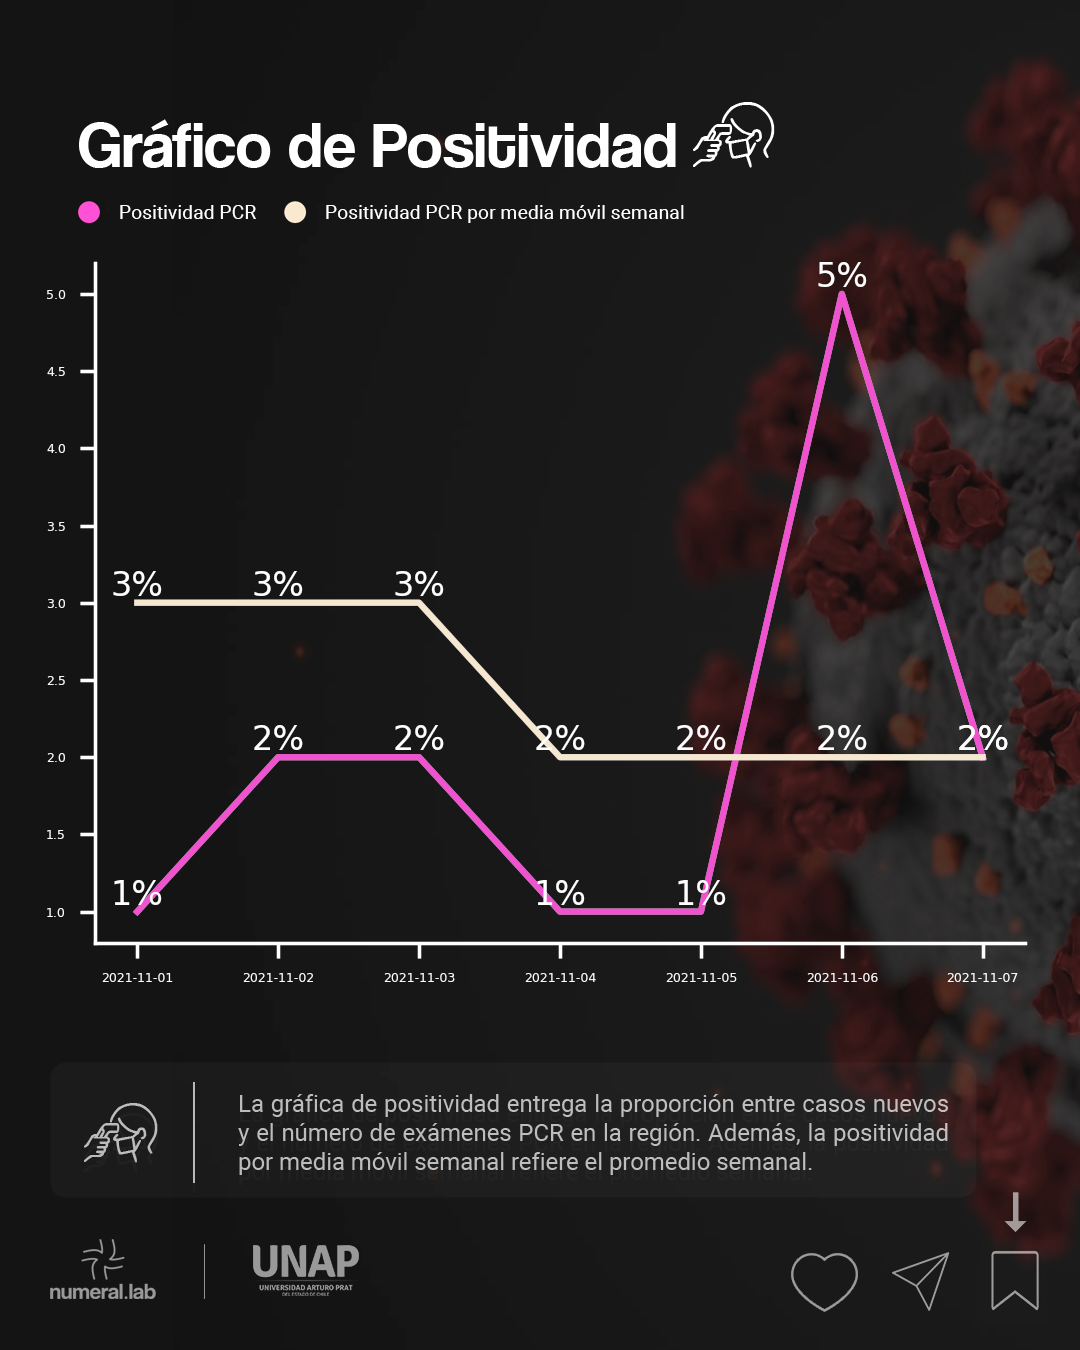 Gráfico de Positividad
Positividad PCR
Positividad PCR por media móvil semanal
5%
5.0
4.5
4.0
3.5
3% 3% 3%
3.0
2.5
2% 2% 2% 2% 2% 2%
2.0
1.5
1% 1% 1%
1.0
2021-11-01 2021-11-02 2021-11-03 2021-11-04 2021-11-05 2021-11-06 2021-11-07
La gráfica de positividad entrega la proporción entre casos nuevos
y el número de exámenes PCR en la región. Además, la positividad
por media móvil semanal refiere el promedio semanal.
numeral.lab
UNAP
UNIVERSIDAD ARTURO PRAT
DEL ESTADO DE CHILE